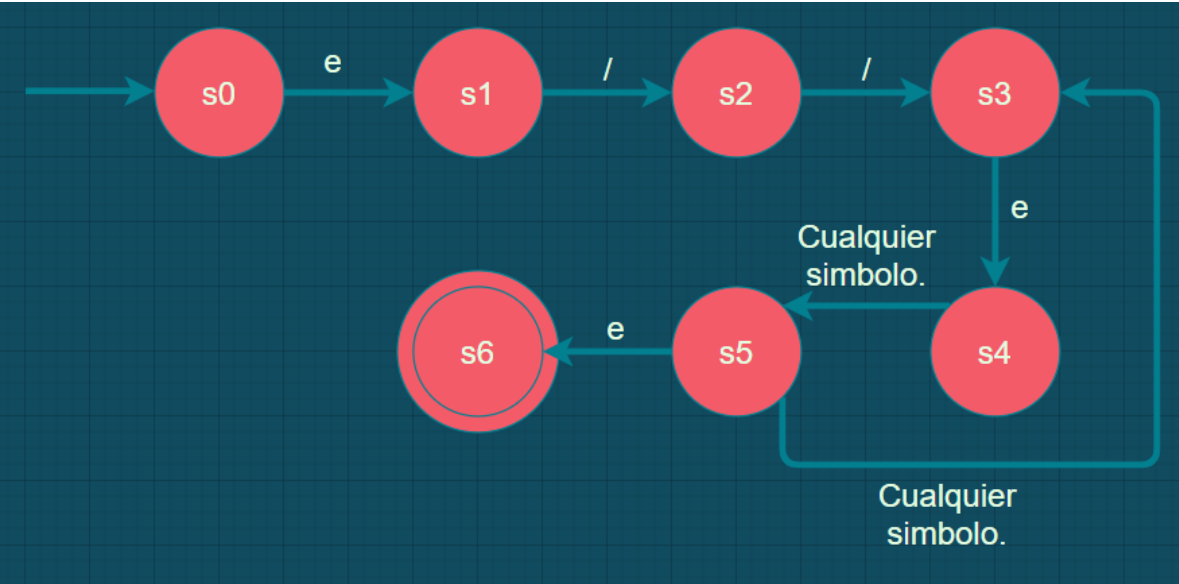 e
/
/
s0
s1
s2
s3
e
Cualquier
simbolo.
e
s6
s5
s4
Cualquier
simbolo.